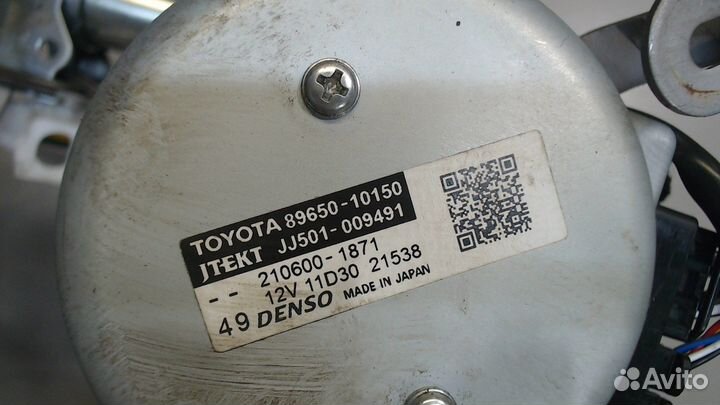 TOYOTA 89650-10150
JTEKT JJ501-009491
-- 210600-1871
12V 11D30 21538
49 DENSO MADE IN JAPAN
Avito